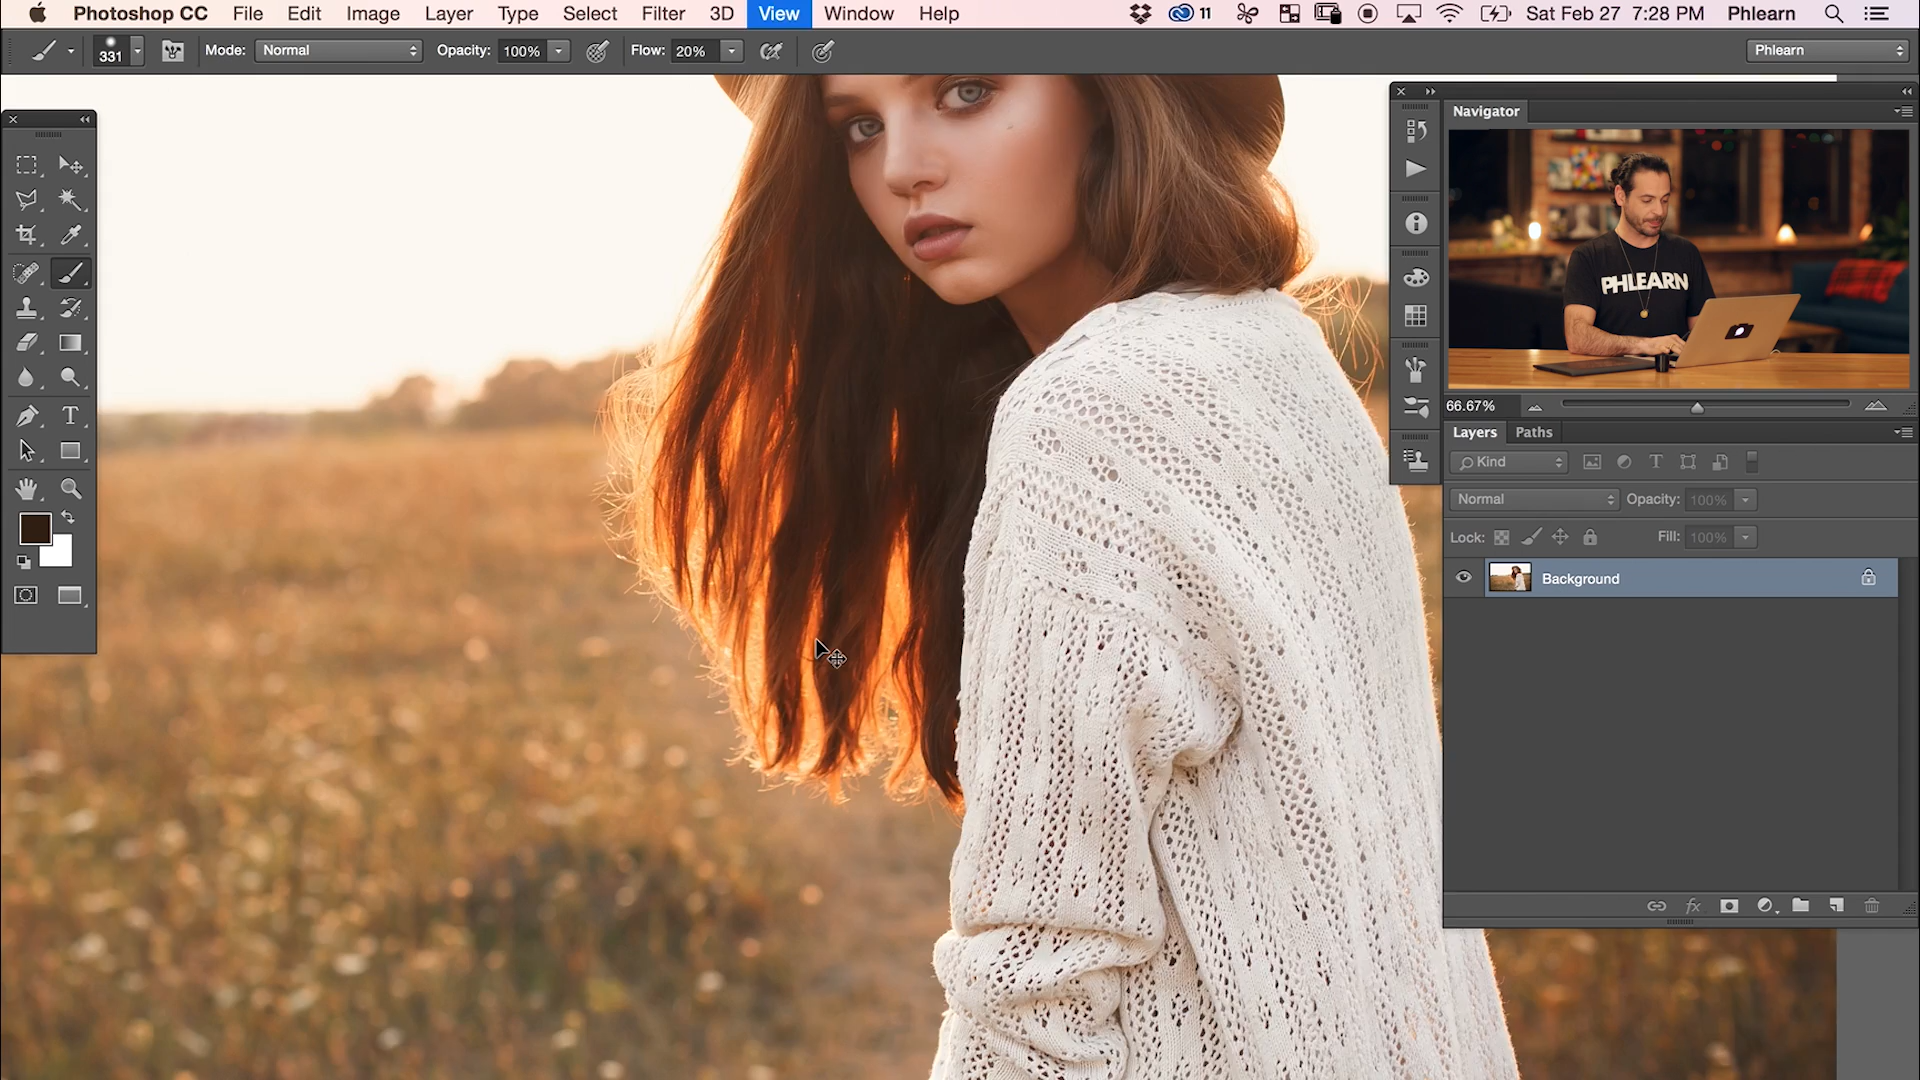 Photoshop CC File Edit Image Layer Type Select Filter 3D View Window Help 11 Sat Feb 27 7:28 PM Phlearn
331 Mode: Normal Opacity: 100% Flow: 20% Phlearn
Navigator
PHLEARN
66.67%
Layers Paths
Kind
Normal Opacity: 100%
Lock: Fill: 100%
Background